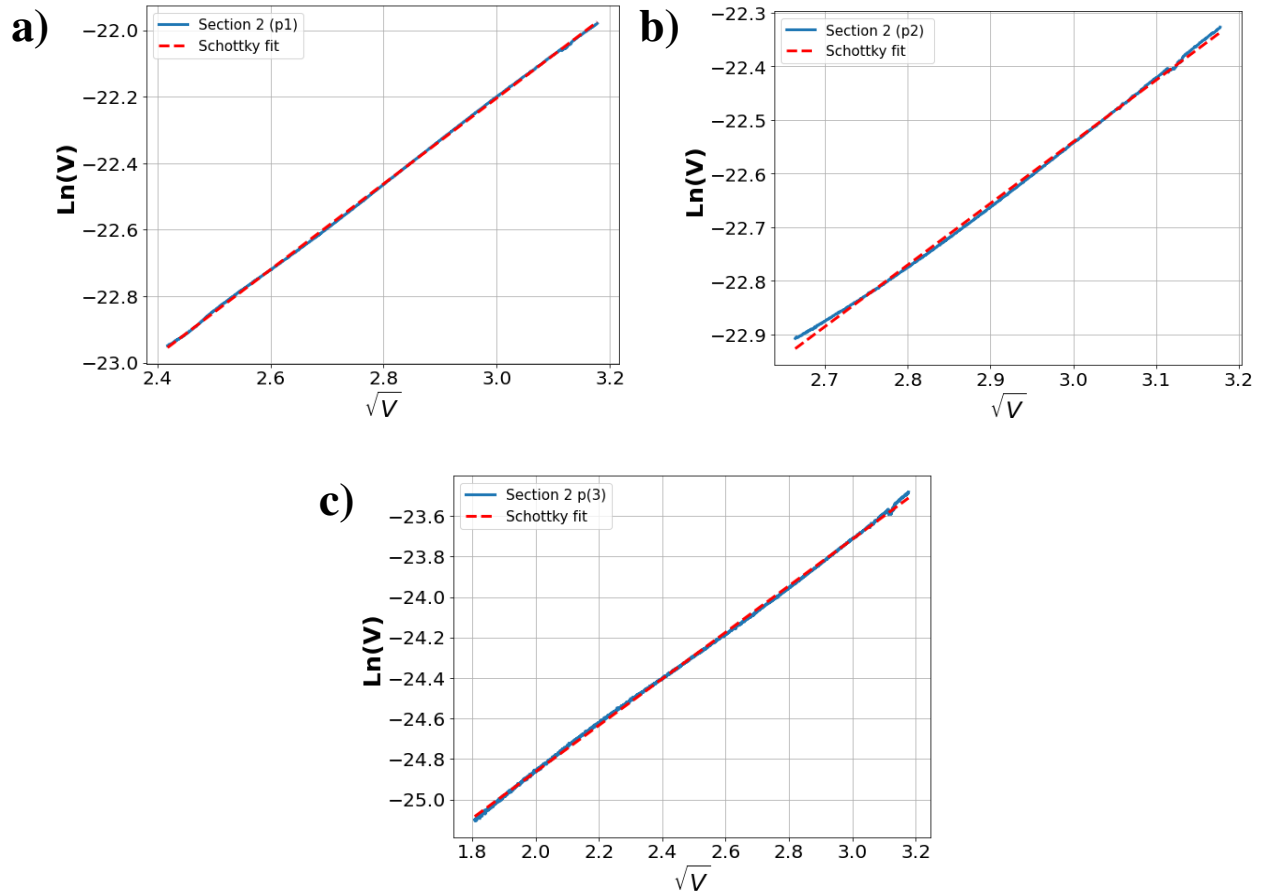 a)
Section 2 (p1)
Schottky fit
−22.0
−22.2
−22.4
−22.6
−22.8
−23.0
Ln(V)
2.4 2.6 2.8 3.0 3.2
√V
b)
Section 2 (p2)
Schottky fit
−22.3
−22.4
−22.5
−22.6
−22.7
−22.8
−22.9
Ln(V)
2.7 2.8 2.9 3.0 3.1 3.2
√V
c)
Section 2 p(3)
Schottky fit
−23.6
−23.8
−24.0
−24.2
−24.4
−24.6
−24.8
−25.0
Ln(V)
1.8 2.0 2.2 2.4 2.6 2.8 3.0 3.2
√V